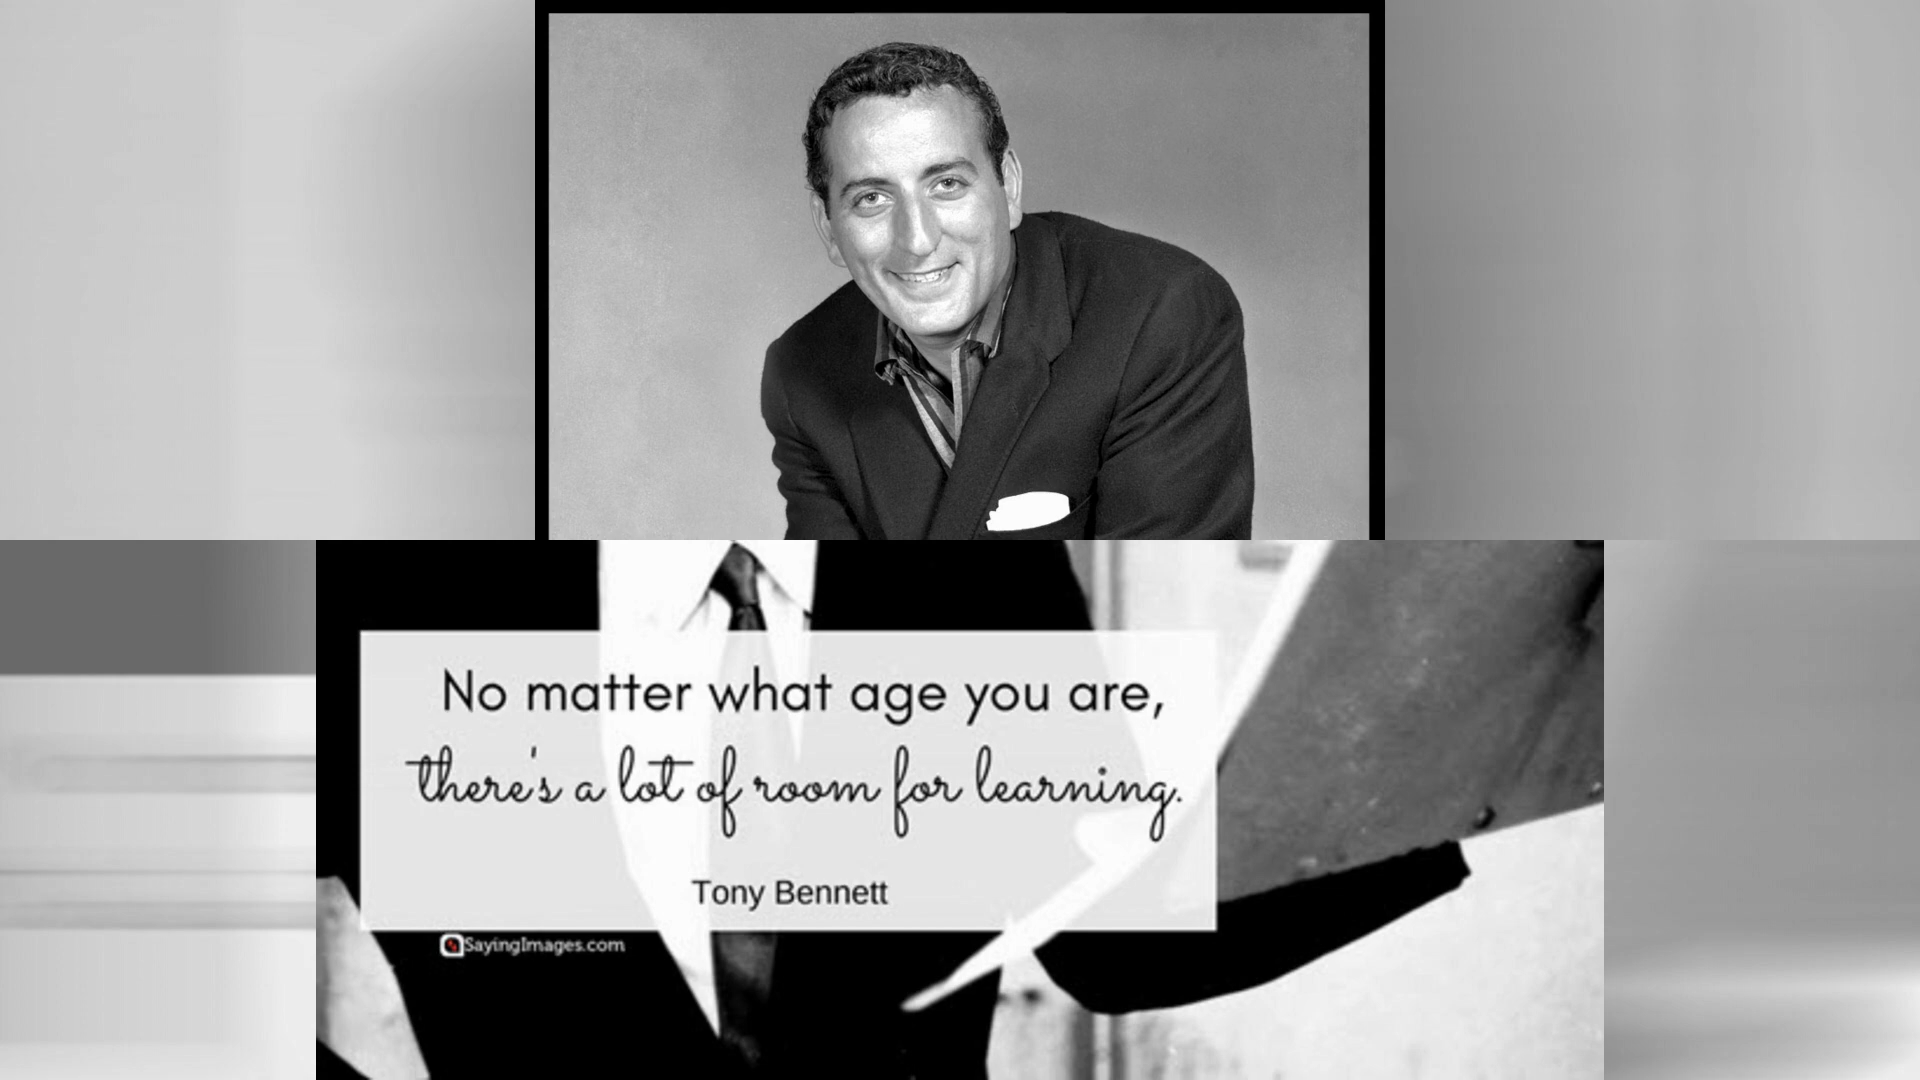 No matter what age you are,
there's a lot of room for learning.
Tony Bennett
SayingImages.com